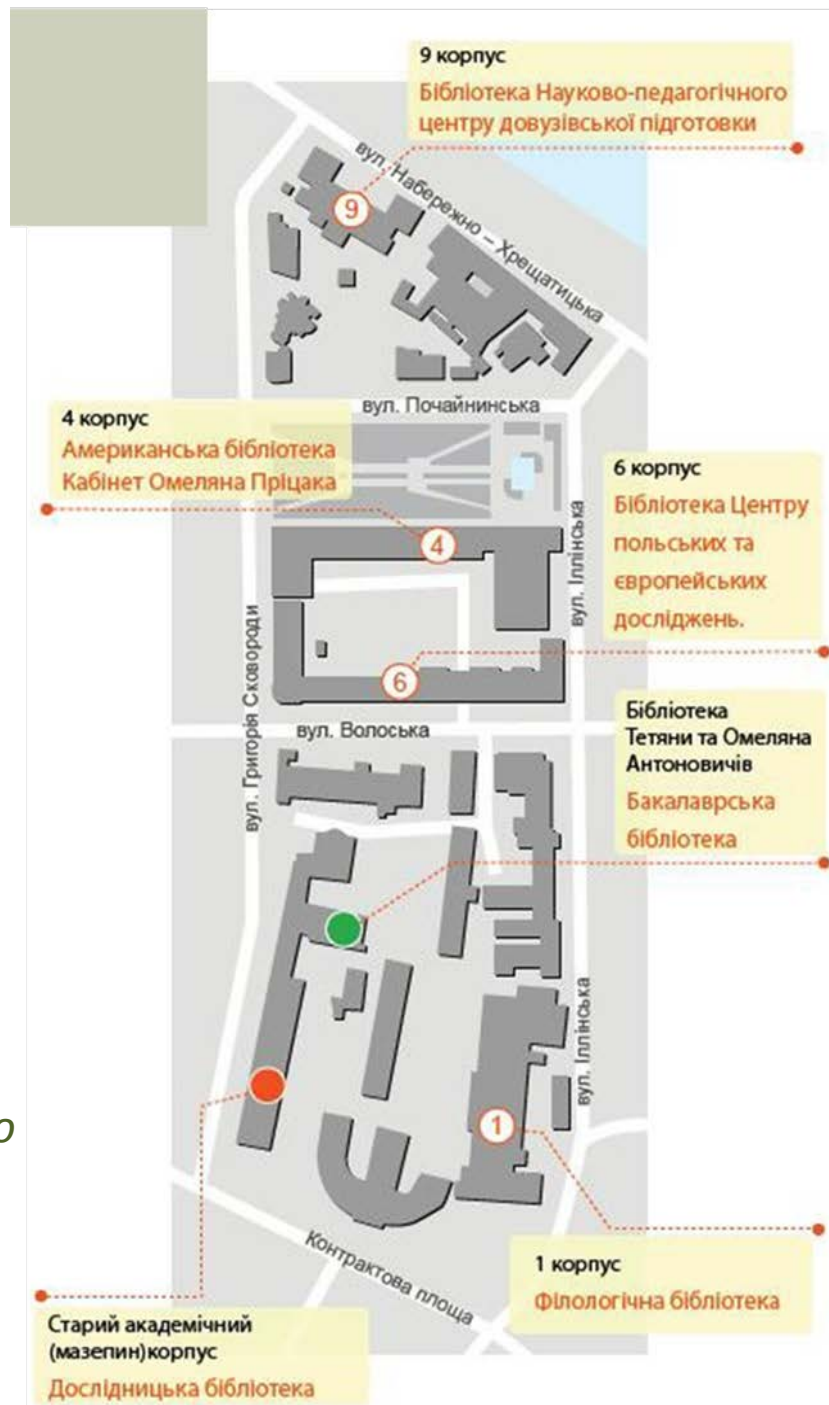 9 корпус
Бібліотека Науково-педагогічного
центру довузівської підготовки
вул. Набережно – Хрещатицька
9
вул. Почайнинська
4 корпус
Американська бібліотека
Кабінет Омеляна Пріцака
4
6 корпус
Бібліотека Центру
польських та
європейських
досліджень.
вул. Іллінська
вул. Григорія Сковороди
6
вул. Волоська
Бібліотека
Тетяни та Омеляна
Антоновичів
Бакалаврська
бібліотека
вул. Іллінська
о
1
Контрактова площа
1 корпус
Філологічна бібліотека
Старий академічний
(мазепин)корпус
Дослідницька бібліотека